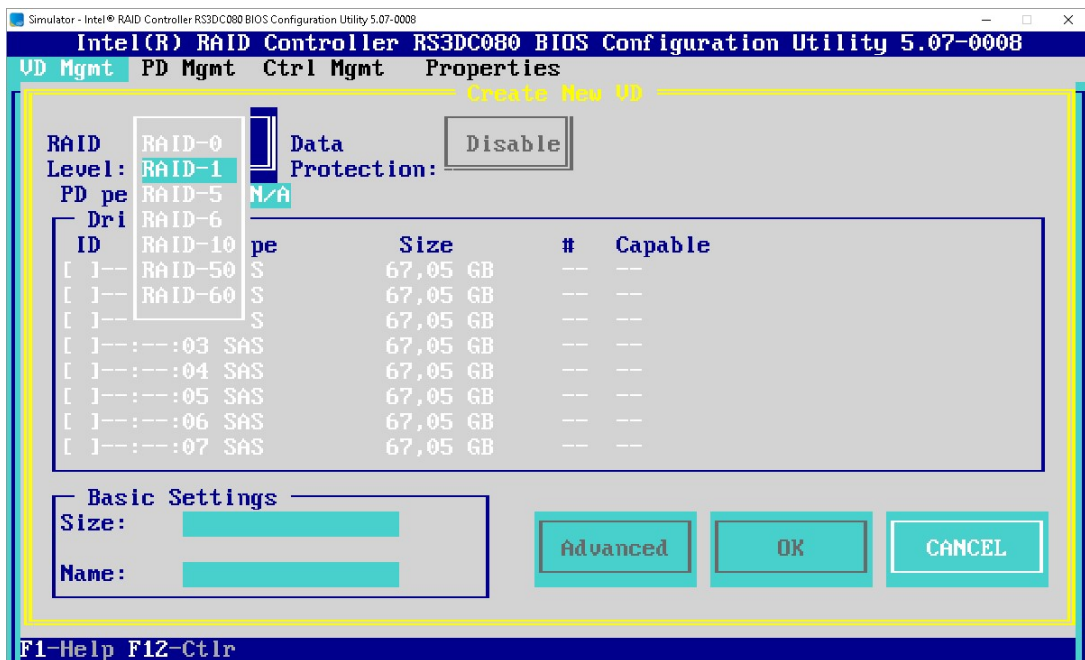 Simulator - Intel® RAID Controller RS3DC080 BIOS Configuration Utility 5.07-0008
Intel(R) RAID Controller RS3DC080 BIOS Configuration Utility 5.07-0008
VD Mgmt PD Mgmt Ctrl Mgmt Properties
Create New VD
RAID RAID-0 Data Disable
Level: RAID-1 Protection:
PD pe RAID-5 N/A
Dri RAID-6
ID RAID-10 pe Size # Capable
[ ]-- RAID-50 S 67,05 GB -- --
[ ]-- RAID-60 S 67,05 GB -- --
[ ]-- S 67,05 GB -- --
[ ]--:--:03 SAS 67,05 GB -- --
[ ]--:--:04 SAS 67,05 GB -- --
[ ]--:--:05 SAS 67,05 GB -- --
[ ]--:--:06 SAS 67,05 GB -- --
[ ]--:--:07 SAS 67,05 GB -- --
Basic Settings
Size:
Advanced OK CANCEL
Name:
F1-Help F12-Ctlr